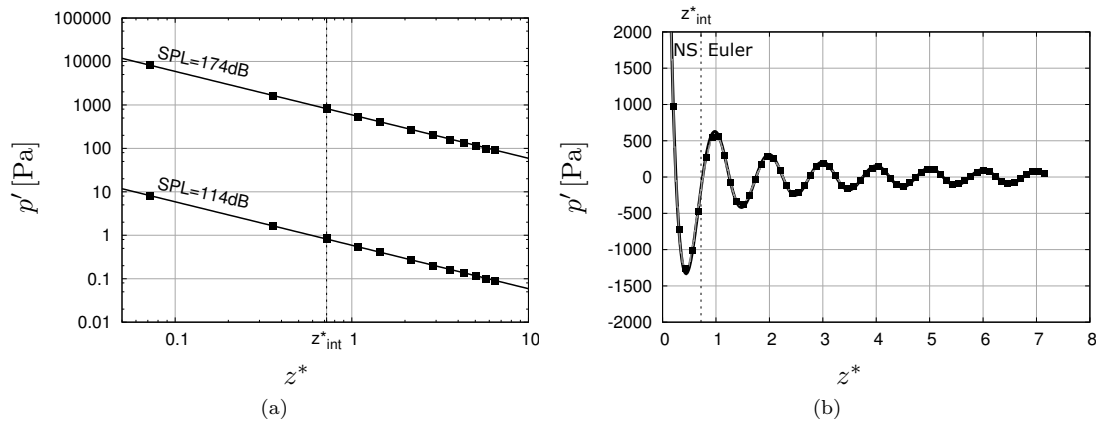 100000
10000
1000
100
10
1
0.1
0.01
SPL=174dB
SPL=114dB
p′ [Pa]
0.1
z*int
1
10
z*
(a)
z*int
NS Euler
2000
1500
1000
500
0
-500
-1000
-1500
-2000
p′ [Pa]
0 1 2 3 4 5 6 7 8
z*
(b)